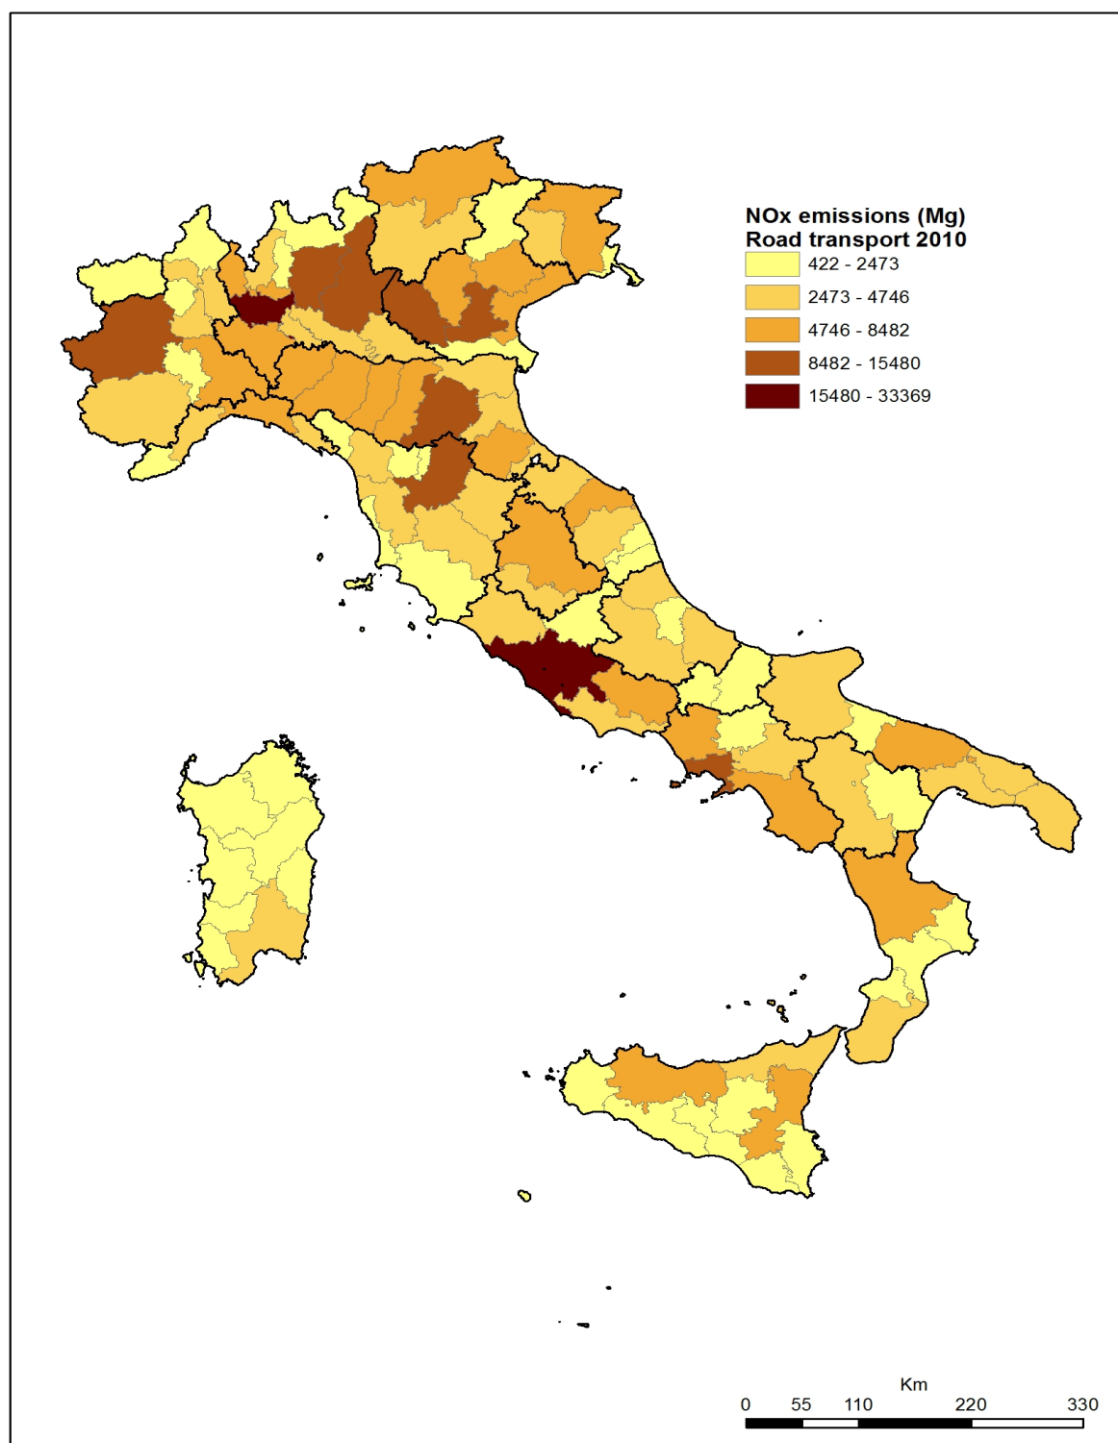 NOx emissions (Mg)
Road transport 2010
422 - 2473
2473 - 4746
4746 - 8482
8482 - 15480
15480 - 33369
Km
0 55 110 220 330